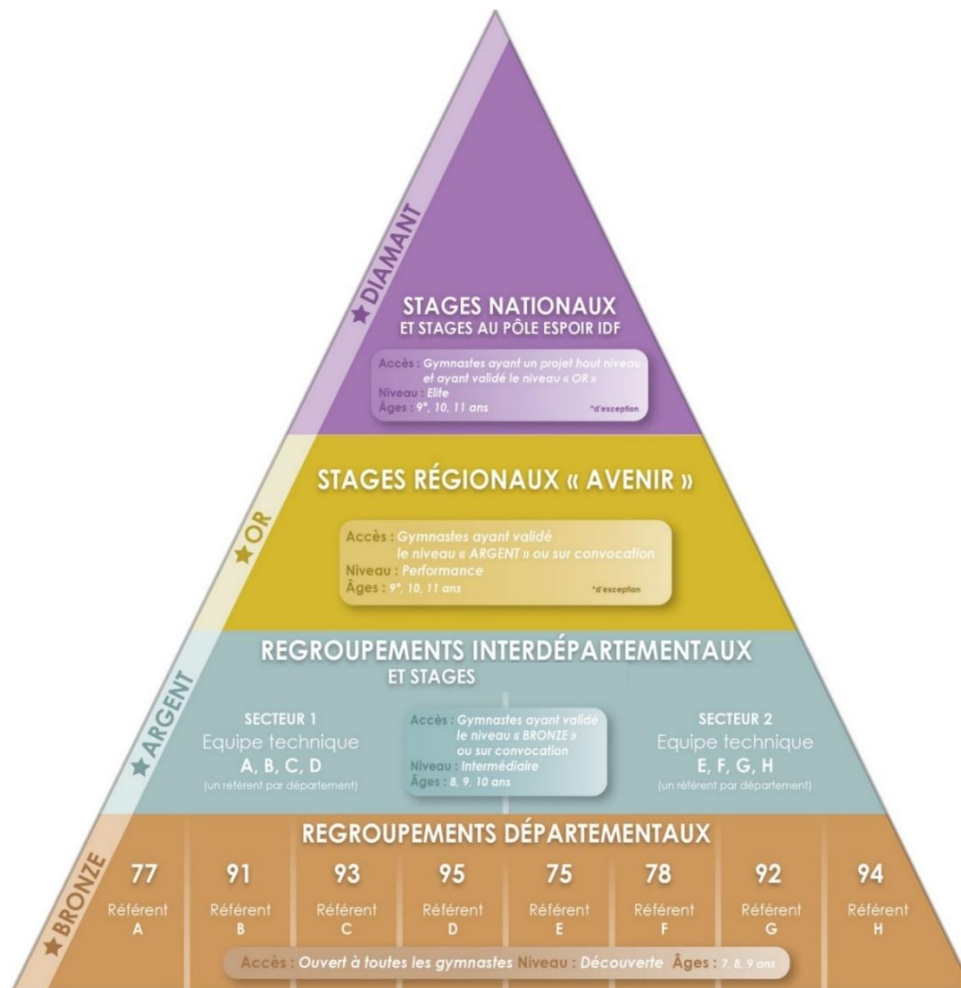 ★ DIAMANT
STAGES NATIONAUX
ET STAGES AU PÔLE ESPOIR IDF
Accès : Gymnastes ayant un projet haut niveau
et ayant validé le niveau « OR »
Niveau : Elite
Âges : 9*, 10, 11 ans
*d'exception
★ OR
STAGES RÉGIONAUX « AVENIR »
Accès : Gymnastes ayant validé
le niveau « ARGENT » ou sur convocation
Niveau : Performance
Âges : 9*, 10, 11 ans
*d'exception
★ ARGENT
REGROUPEMENTS INTERDÉPARTEMENTAUX
ET STAGES
SECTEUR 1
Equipe technique
A, B, C, D
(un référent par département)
Accès : Gymnastes ayant validé
le niveau « BRONZE »
ou sur convocation
Niveau : Intermédiaire
Âges : 8, 9, 10 ans
SECTEUR 2
Equipe technique
E, F, G, H
(un référent par département)
★ BRONZE
REGROUPEMENTS DÉPARTEMENTAUX
77 91 93 95 75 78 92 94
Référent Référent Référent Référent Référent Référent Référent Référent
A B C D E F G H
Accès : Ouvert à toutes les gymnastes Niveau : Découverte Âges : 7, 8, 9 ans